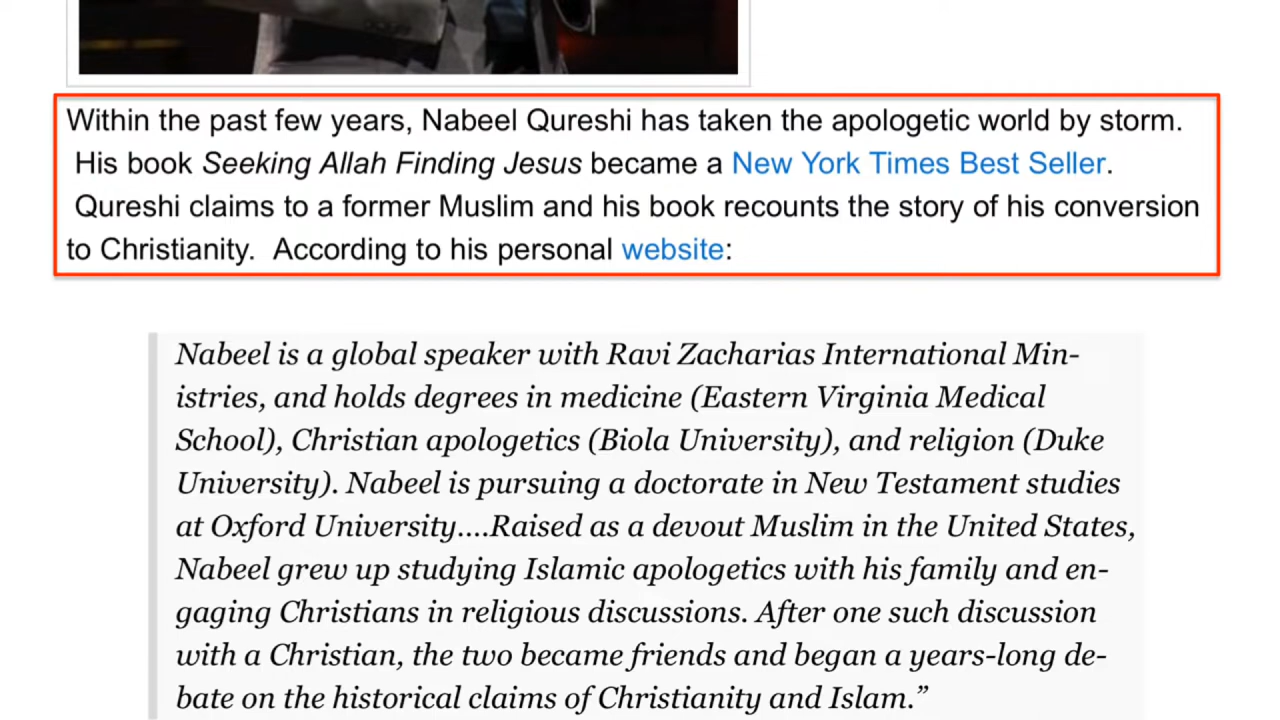 Within the past few years, Nabeel Qureshi has taken the apologetic world by storm.
His book Seeking Allah Finding Jesus became a New York Times Best Seller.
Qureshi claims to a former Muslim and his book recounts the story of his conversion
to Christianity. According to his personal website:
Nabeel is a global speaker with Ravi Zacharias International Min-
istries, and holds degrees in medicine (Eastern Virginia Medical
School), Christian apologetics (Biola University), and religion (Duke
University). Nabeel is pursuing a doctorate in New Testament studies
at Oxford University....Raised as a devout Muslim in the United States,
Nabeel grew up studying Islamic apologetics with his family and en-
gaging Christians in religious discussions. After one such discussion
with a Christian, the two became friends and began a years-long de-
bate on the historical claims of Christianity and Islam.”